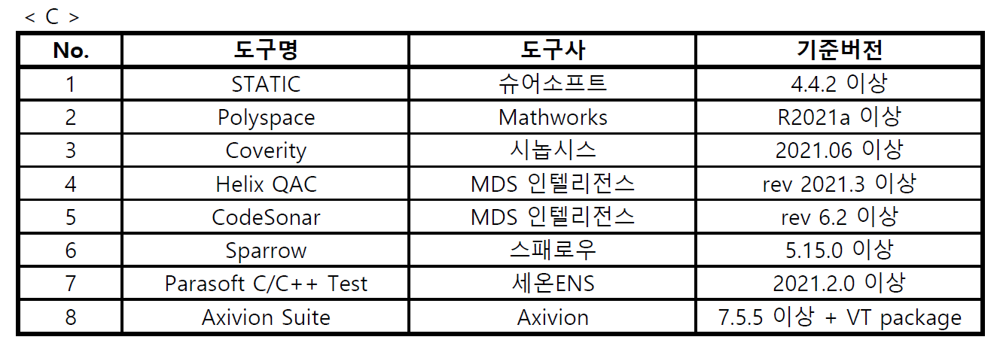 < C >
No. 도구명 도구사 기준버전
1 STATIC 슈어소프트 4.4.2 이상
2 Polyspace Mathworks R2021a 이상
3 Coverity 시놉시스 2021.06 이상
4 Helix QAC MDS 인텔리전스 rev 2021.3 이상
5 CodeSonar MDS 인텔리전스 rev 6.2 이상
6 Sparrow 스패로우 5.15.0 이상
7 Parasoft C/C++ Test 세온ENS 2021.2.0 이상
8 Axivion Suite Axivion 7.5.5 이상 + VT package